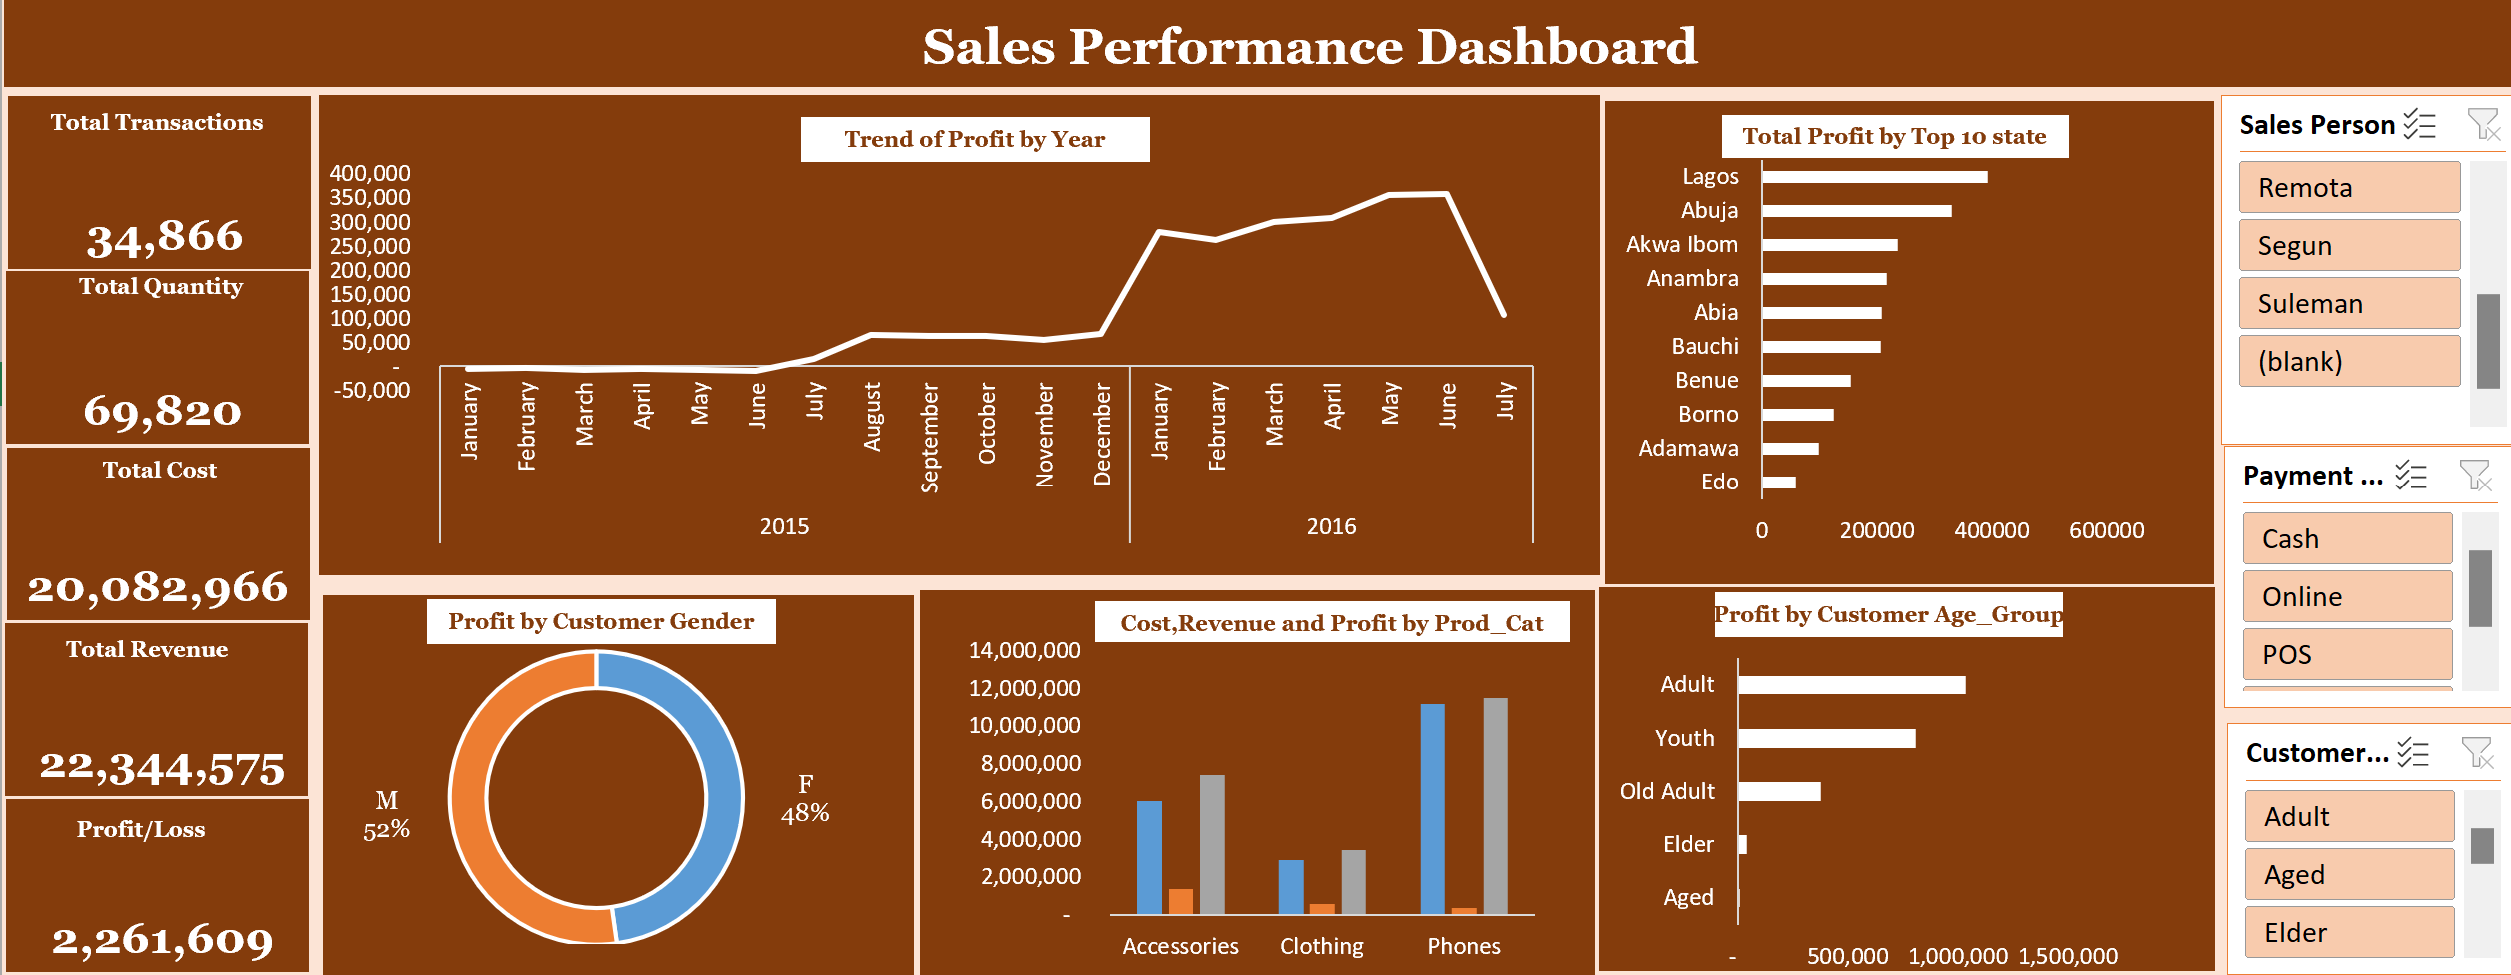 Sales Performance Dashboard
Total Transactions
34,866
Total Quantity
69,820
Total Cost
20,082,966
Total Revenue
22,344,575
Profit/Loss
2,261,609
Trend of Profit by Year
400,000
350,000
300,000
250,000
200,000
150,000
100,000
50,000
-
-50,000
January
February
March
April
May
June
July
August
September
October
November
December
January
February
March
April
May
June
July
2015
2016
Total Profit by Top 10 state
Lagos
Abuja
Akwa Ibom
Anambra
Abia
Bauchi
Benue
Borno
Adamawa
Edo
0 200000 400000 600000
Profit by Customer Gender
M
52%
F
48%
Cost,Revenue and Profit by Prod_Cat
14,000,000
12,000,000
10,000,000
8,000,000
6,000,000
4,000,000
2,000,000
-
Accessories Clothing Phones
Profit by Customer Age_Group
Adult
Youth
Old Adult
Elder
Aged
- 500,000 1,000,000 1,500,000
Sales Person
Remota
Segun
Suleman
(blank)
Payment ...
Cash
Online
POS
Customer...
Adult
Aged
Elder